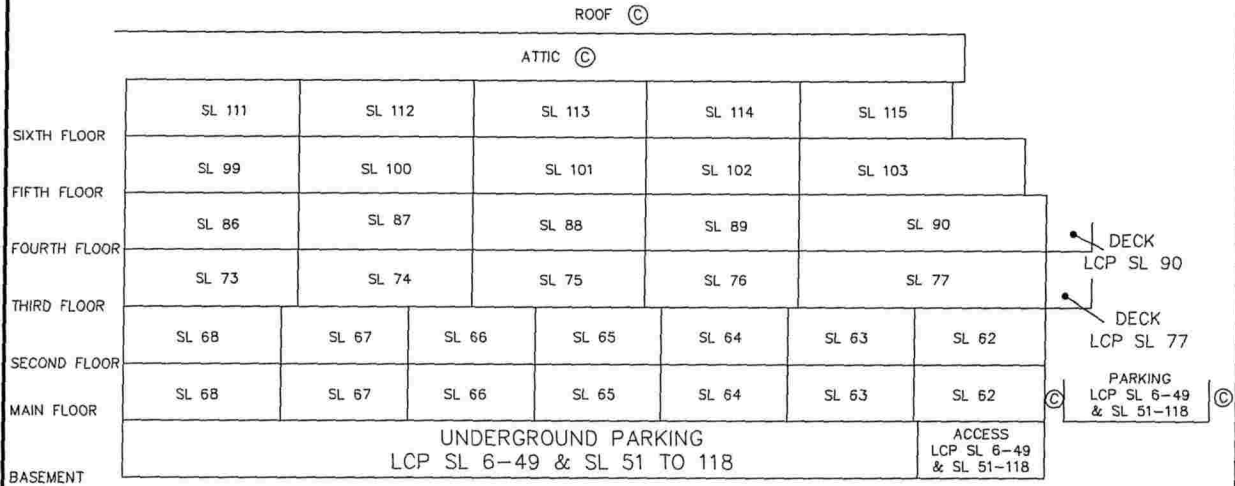 ROOF Ⓒ
ATTIC Ⓒ
SL 111 SL 112 SL 113 SL 114 SL 115
SIXTH FLOOR
SL 99 SL 100 SL 101 SL 102 SL 103
FIFTH FLOOR
SL 86 SL 87 SL 88 SL 89 SL 90
FOURTH FLOOR
DECK
LCP SL 90
SL 73 SL 74 SL 75 SL 76 SL 77
THIRD FLOOR
DECK
LCP SL 77
SL 68 SL 67 SL 66 SL 65 SL 64 SL 63 SL 62
SECOND FLOOR
SL 68 SL 67 SL 66 SL 65 SL 64 SL 63 SL 62
MAIN FLOOR
Ⓒ
PARKING
LCP SL 6-49
& SL 51-118
Ⓒ
UNDERGROUND PARKING
LCP SL 6-49 & SL 51 TO 118
ACCESS
LCP SL 6-49
& SL 51-118
BASEMENT